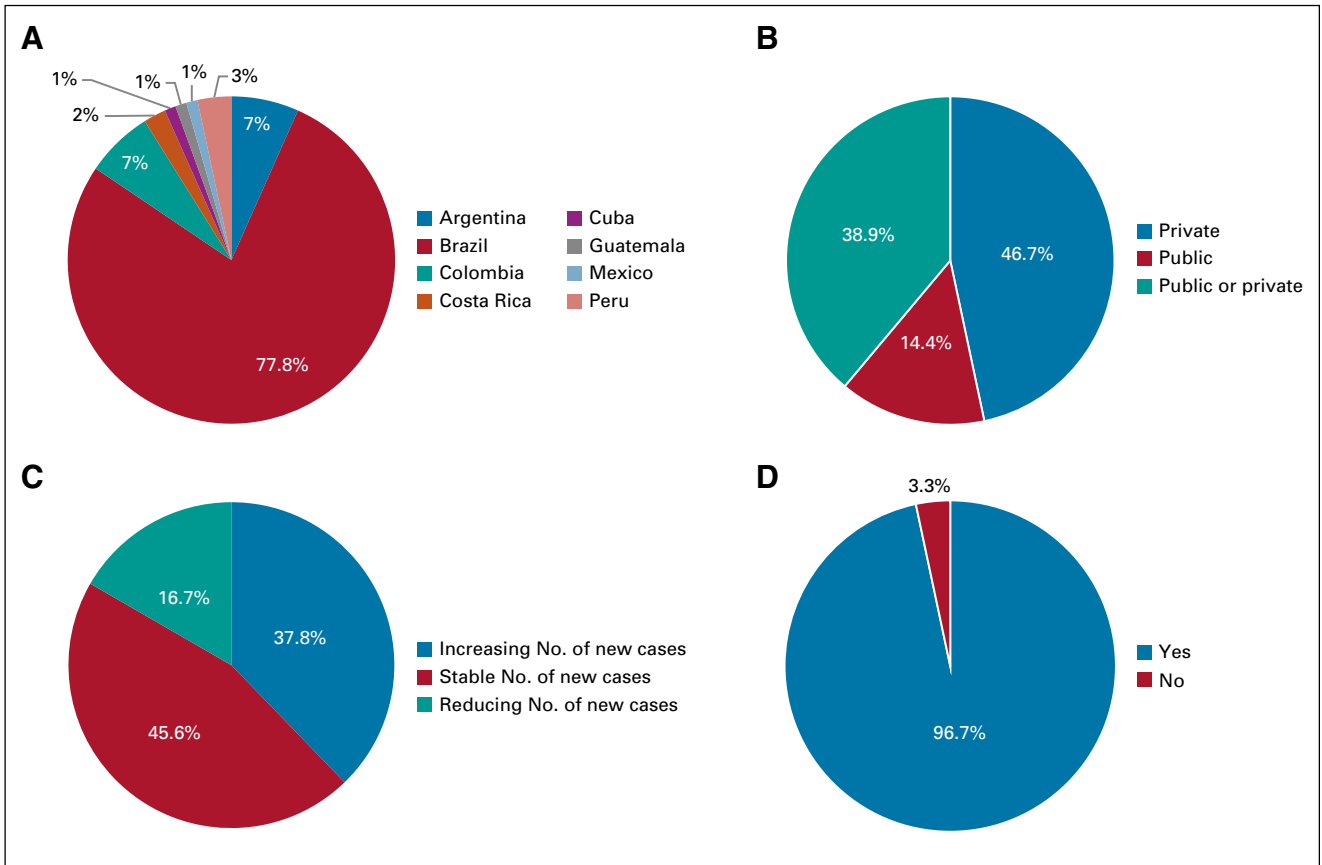 A
1%
1%
1%
3%
2%
7%
7%
77.8%
Argentina
Brazil
Colombia
Costa Rica
Cuba
Guatemala
Mexico
Peru
B
38.9%
46.7%
14.4%
Private
Public
Public or private
C
16.7%
37.8%
45.6%
Increasing No. of new cases
Stable No. of new cases
Reducing No. of new cases
D
3.3%
96.7%
Yes
No